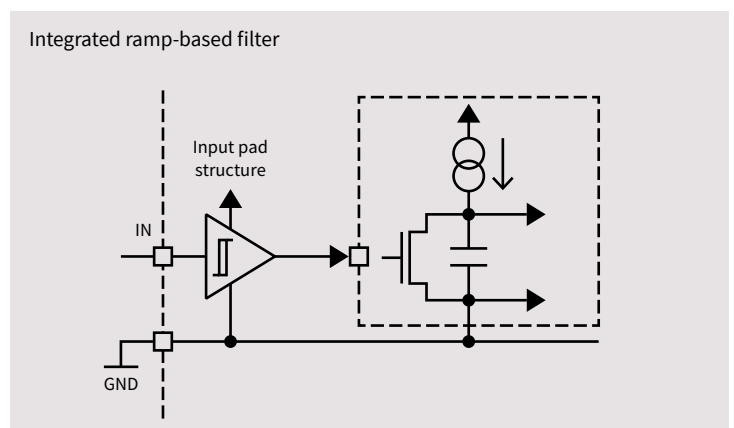 Integrated ramp-based filter
Input pad
structure
IN
GND